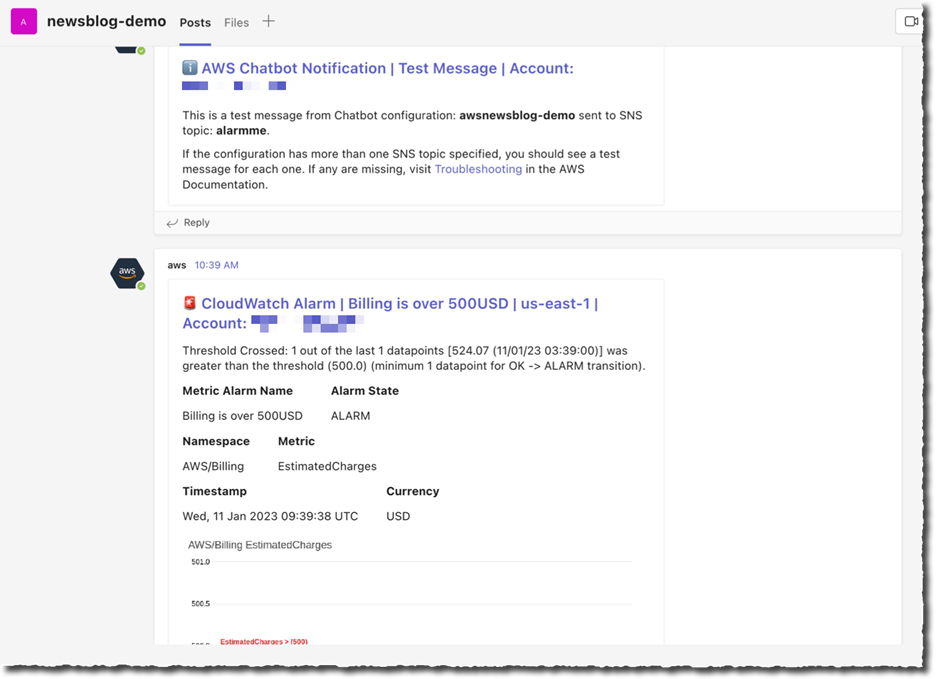 A
newsblog-demo Posts Files +
AWS Chatbot Notification | Test Message | Account:
This is a test message from Chatbot configuration: awsnewsblog-demo sent to SNS
topic: alarmme.
If the configuration has more than one SNS topic specified, you should see a test
message for each one. If any are missing, visit Troubleshooting in the AWS
Documentation.
Reply
aws
aws 10:39 AM
CloudWatch Alarm | Billing is over 500USD | us-east-1 |
Account:
Threshold Crossed: 1 out of the last 1 datapoints [524.07 (11/01/23 03:39:00)] was
greater than the threshold (500.0) (minimum 1 datapoint for OK -> ALARM transition).
Metric Alarm Name Alarm State
Billing is over 500USD ALARM
Namespace Metric
AWS/Billing EstimatedCharges
Timestamp Currency
Wed, 11 Jan 2023 09:39:38 UTC USD
AWS/Billing EstimatedCharges
501.0
500.5
EstimatedCharges > (500)